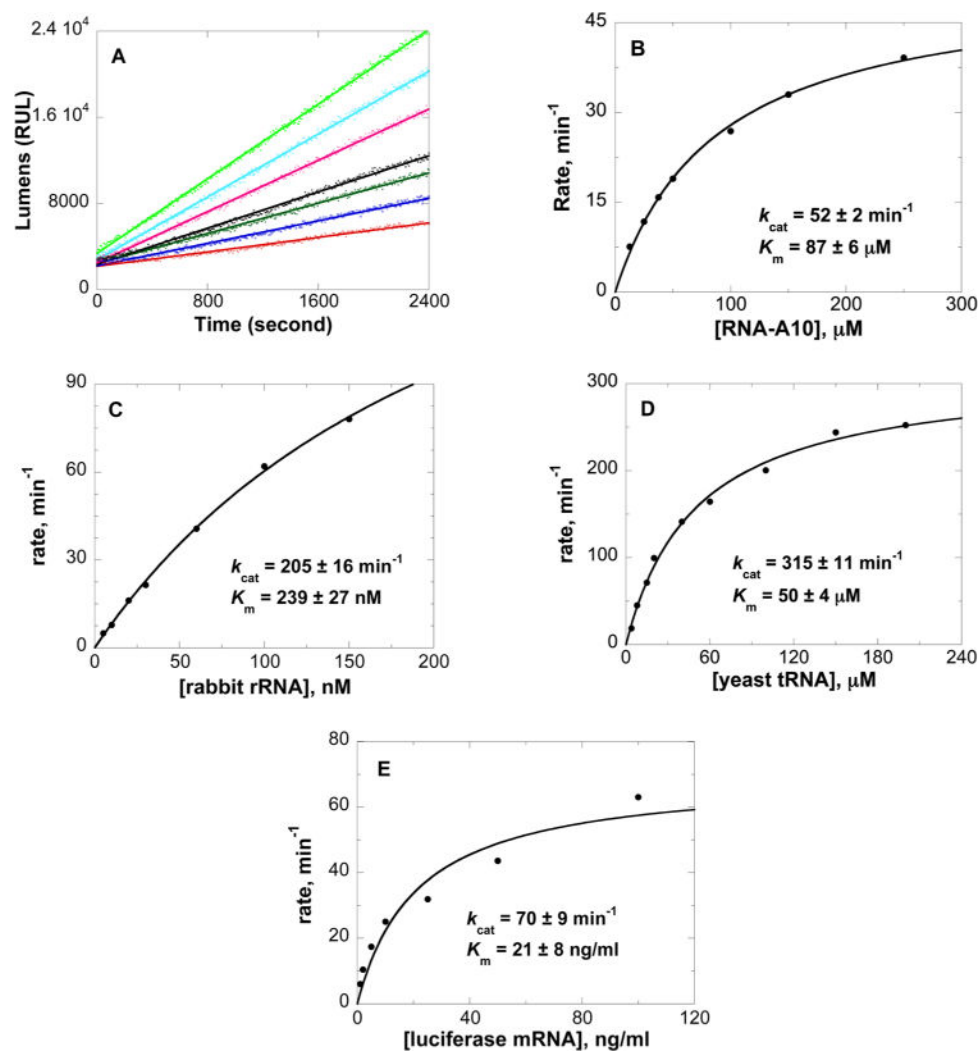 A
2.4 10⁴
1.6 10⁴
8000
0
Lumens (RUL)
0 800 1600 2400
Time (second)
B
45
30
15
0
Rate, min⁻¹
k_cat = 52 ± 2 min⁻¹
K_m = 87 ± 6 μM
0 100 200 300
[RNA-A10], μM
C
90
60
30
0
rate, min⁻¹
k_cat = 205 ± 16 min⁻¹
K_m = 239 ± 27 nM
0 50 100 150 200
[rabbit rRNA], nM
D
300
200
100
0
rate, min⁻¹
k_cat = 315 ± 11 min⁻¹
K_m = 50 ± 4 μM
0 60 120 180 240
[yeast tRNA], μM
E
80
60
40
20
0
rate, min⁻¹
k_cat = 70 ± 9 min⁻¹
K_m = 21 ± 8 ng/ml
0 40 80 120
[luciferase mRNA], ng/ml